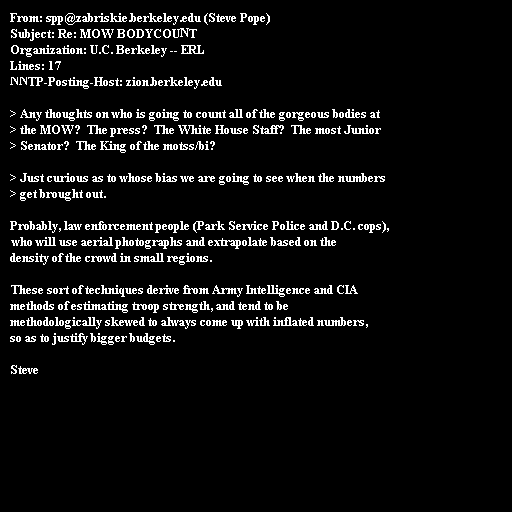 From: spp@zabriskie.berkeley.edu (Steve Pope)
Subject: Re: MOW BODYCOUNT
Organization: U.C. Berkeley -- ERL
Lines: 17
NNTP-Posting-Host: zion.berkeley.edu

> Any thoughts on who is going to count all of the gorgeous bodies at
> the MOW?  The press?  The White House Staff?  The most Junior
> Senator?  The King of the motss/bi?

> Just curious as to whose bias we are going to see when the numbers
> get brought out.

Probably, law enforcement people (Park Service Police and D.C. cops),
who will use aerial photographs and extrapolate based on the
density of the crowd in small regions.

These sort of techniques derive from Army Intelligence and CIA
methods of estimating troop strength, and tend to be
methodologically skewed to always come up with inflated numbers,
so as to justify bigger budgets.

Steve